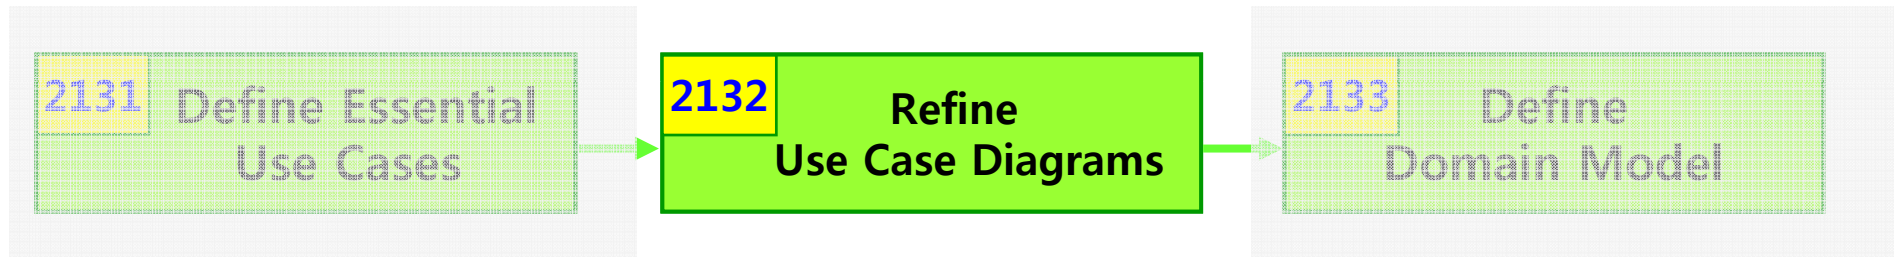 2131
Define Essential
Use Cases
2132
Refine
Use Case Diagrams
2133
Define
Domain Model